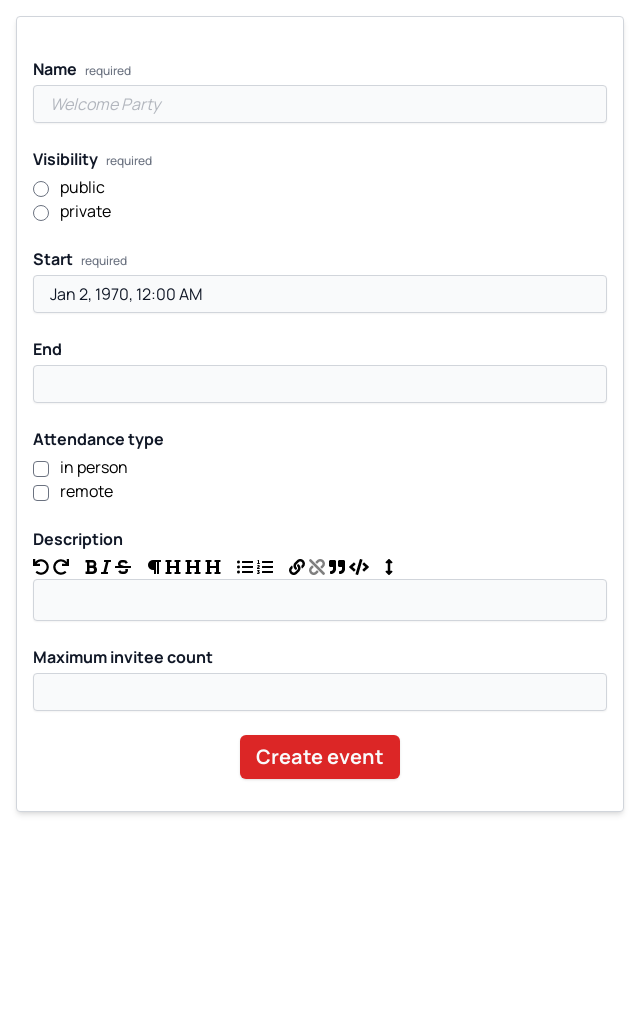 Name required
Welcome Party
Visibility required
public
private
Start required
Jan 2, 1970, 12:00 AM
End
Attendance type
in person
remote
Description
B I S ¶ H H H
Maximum invitee count
Create event